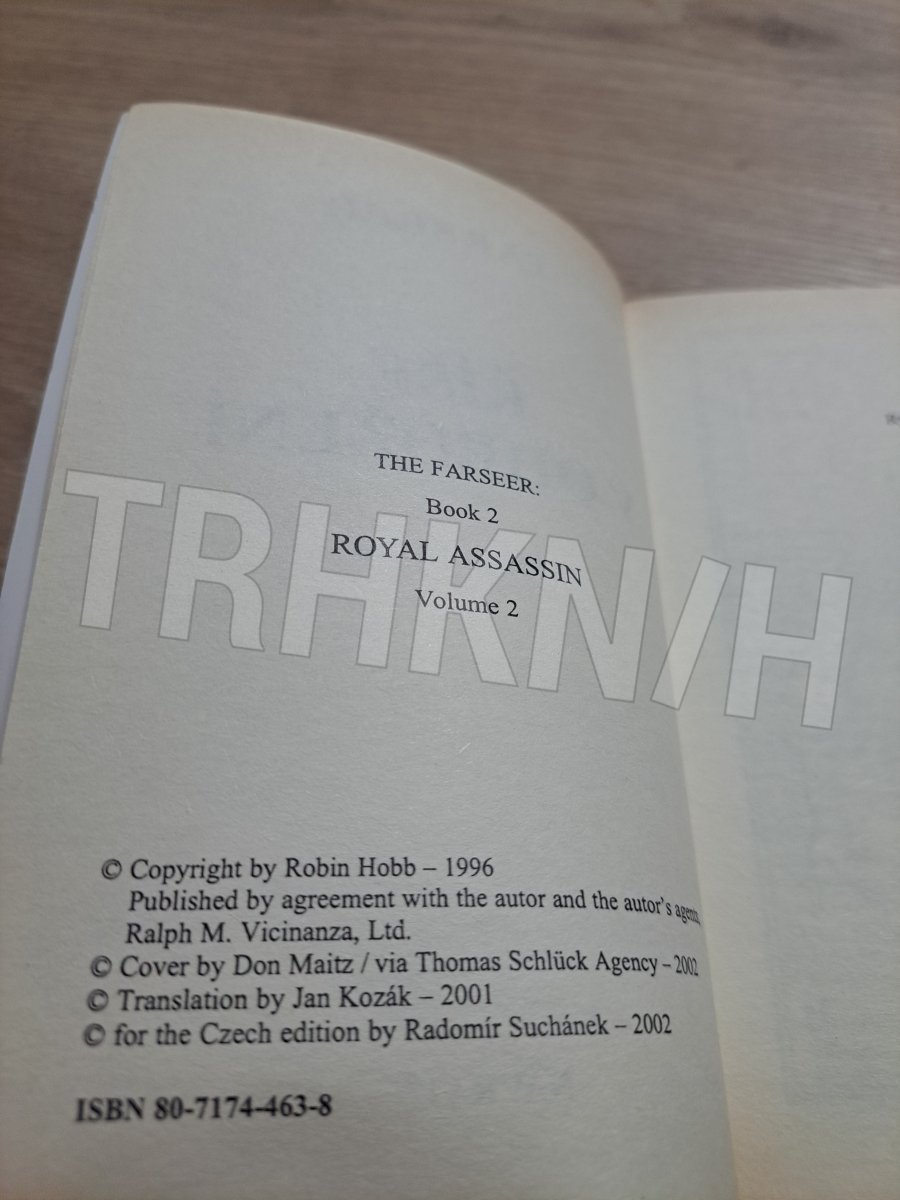 THE FARSEER:
Book 2
ROYAL ASSASSIN
Volume 2
TRHKN/H
© Copyright by Robin Hobb – 1996
Published by agreement with the autor and the autor's agents,
Ralph M. Vicinanza, Ltd.
© Cover by Don Maitz / via Thomas Schlück Agency – 2002
© Translation by Jan Kozák – 2001
© for the Czech edition by Radomír Suchánek – 2002
ISBN 80-7174-463-8